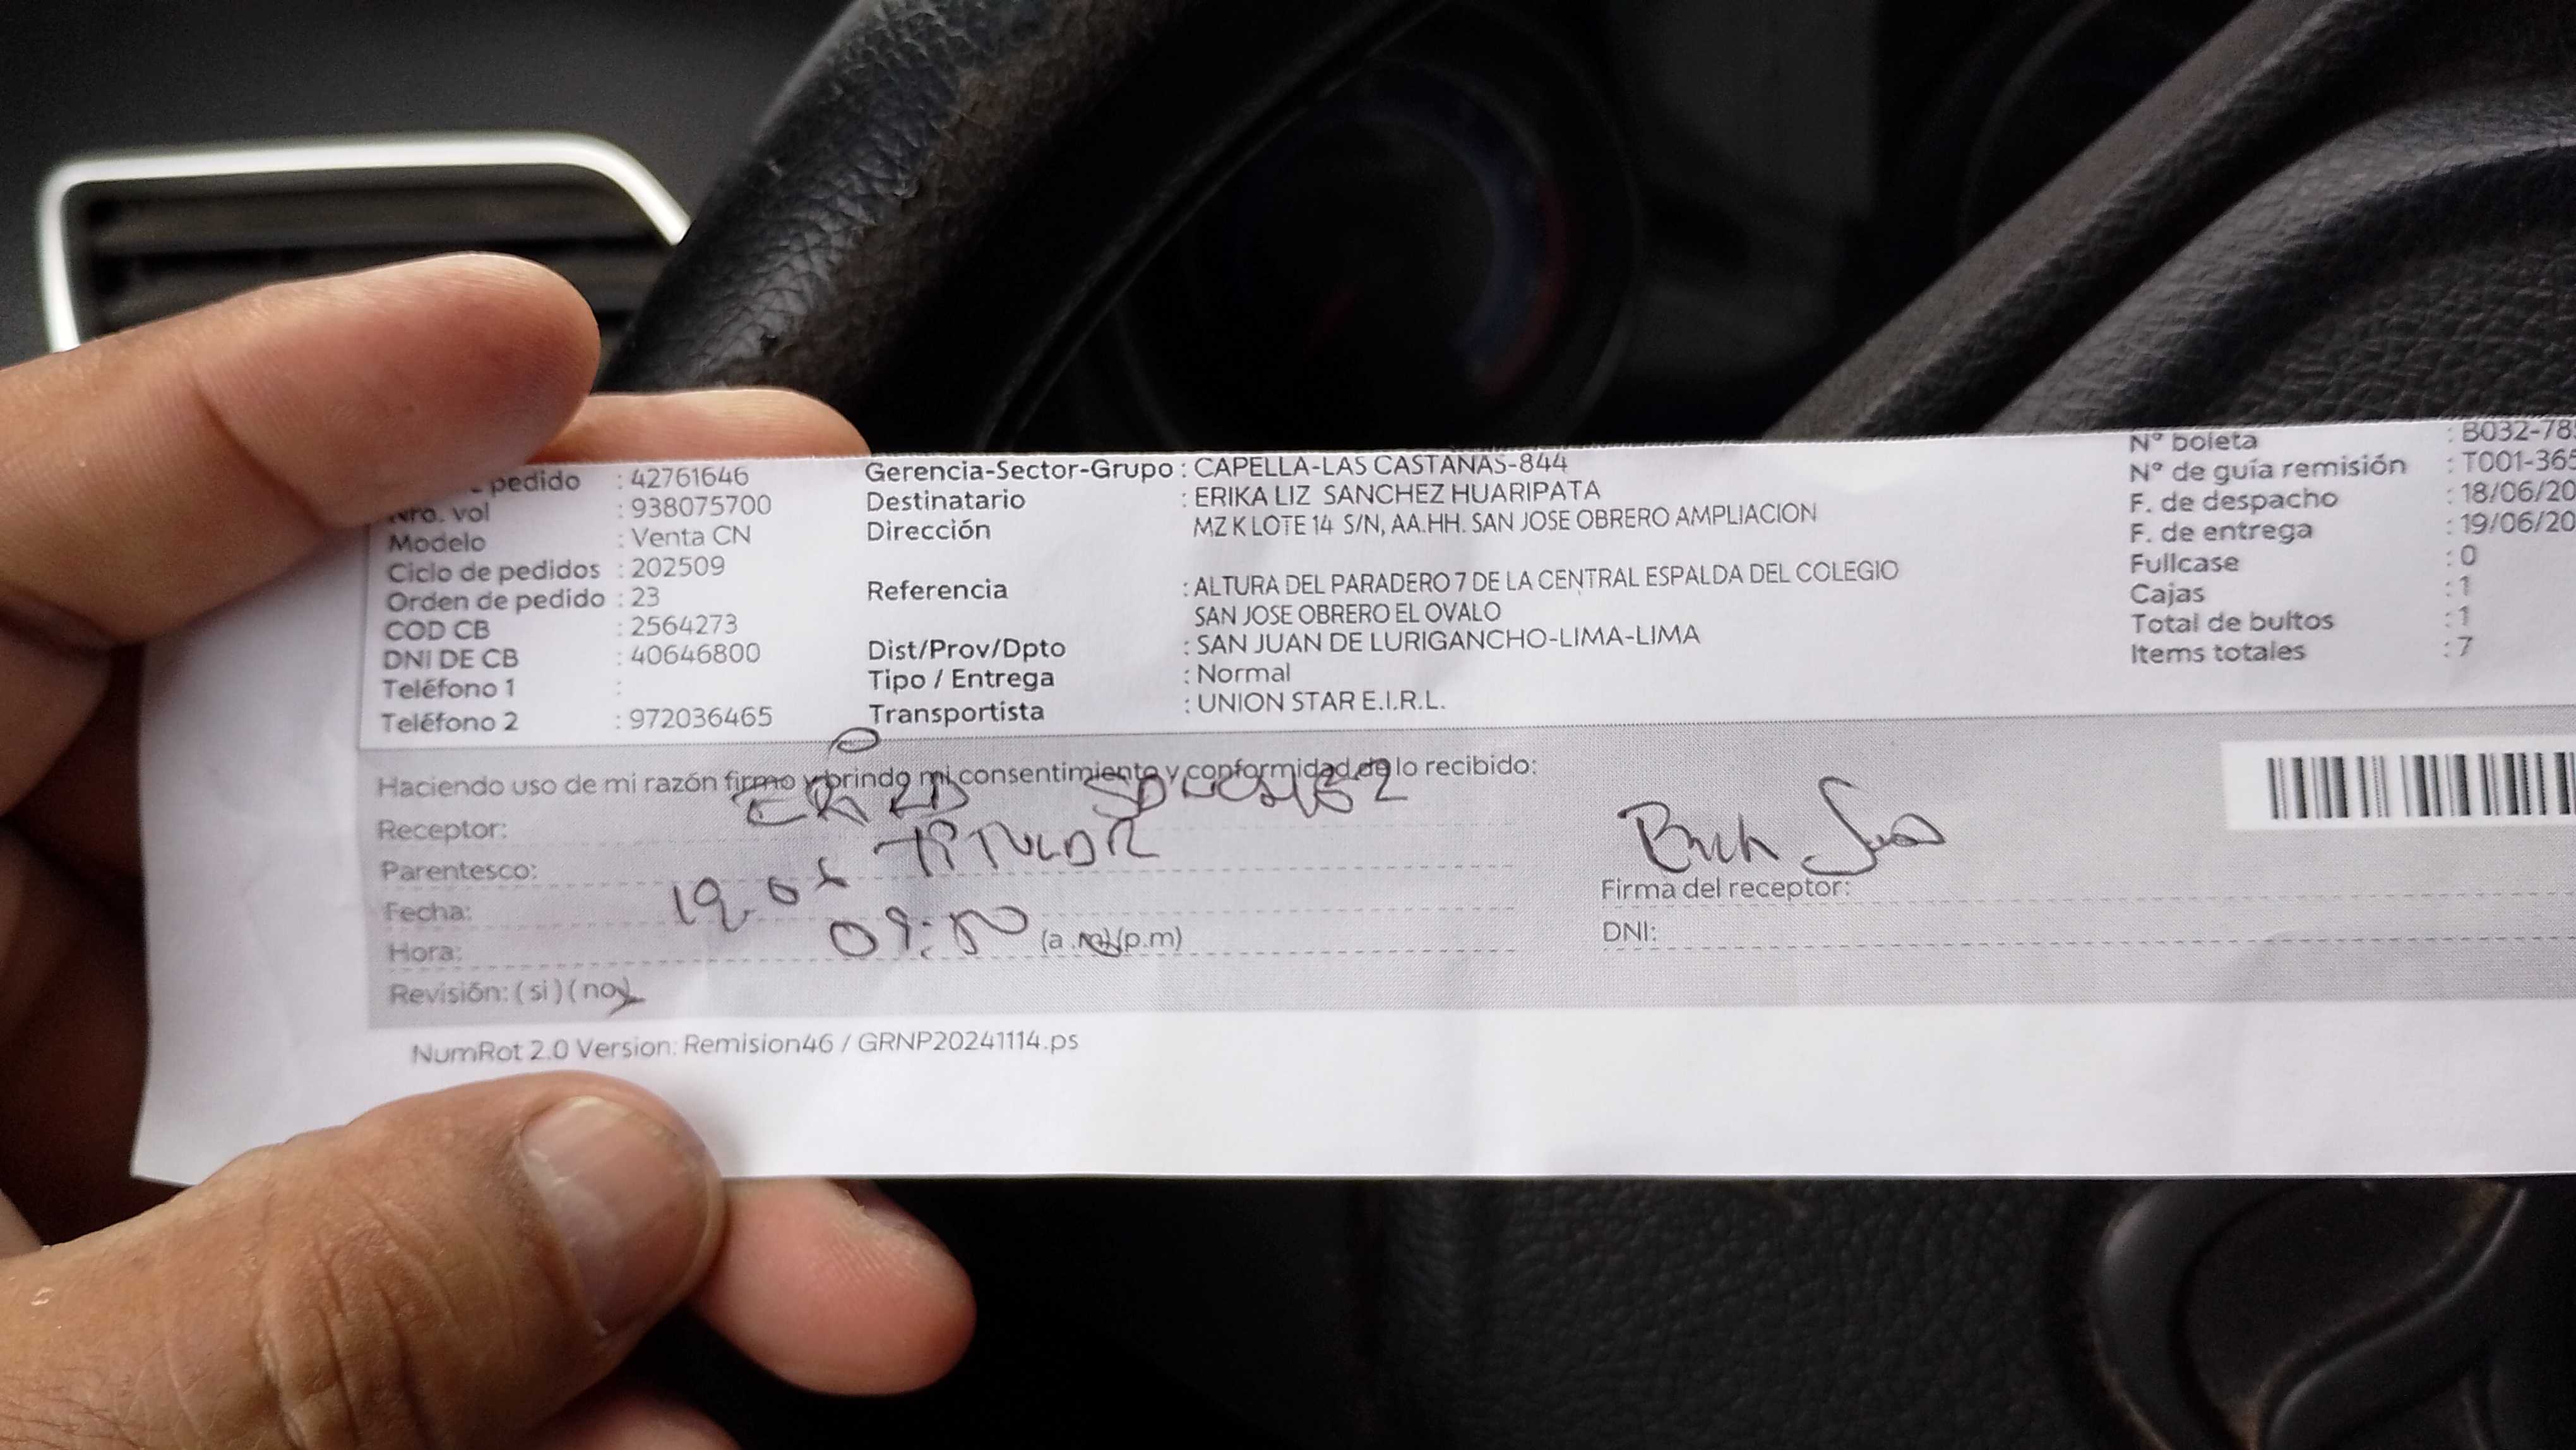 pedido : 42761646
Nro. vol : 938075700
Modelo : Venta CN
Ciclo de pedidos : 202509
Orden de pedido : 23
COD CB : 2564273
DNI DE CB : 40646800
Teléfono 1 :
Teléfono 2 : 972036465
Gerencia-Sector-Grupo : CAPELLA-LAS CASTAÑAS-844
Destinatario : ERIKA LIZ SANCHEZ HUARIPATA
Dirección MZ K LOTE 14 S/N, AA.HH. SAN JOSE OBRERO AMPLIACION
Referencia : ALTURA DEL PARADERO 7 DE LA CENTRAL ESPALDA DEL COLEGIO
SAN JOSE OBRERO EL OVALO
Dist/Prov/Dpto : SAN JUAN DE LURIGANCHO-LIMA-LIMA
Tipo / Entrega : Normal
Transportista : UNION STAR E.I.R.L.
Nº boleta : B032-78
Nº de guía remisión : T001-365
F. de despacho : 18/06/20
F. de entrega : 19/06/20
Fullcase : 0
Cajas : 1
Total de bultos : 1
Items totales : 7
Haciendo uso de mi razón firmo y brindo mi consentimiento y conformidad de lo recibido:
Receptor:
Parentesco: TITULAR
Fecha: 19.06
Hora: (a.m)(p.m)
Revisión: (si) (no)
Firma del receptor:
DNI:
NumRot 2.0 Version: Remision46 / GRNP20241114.ps